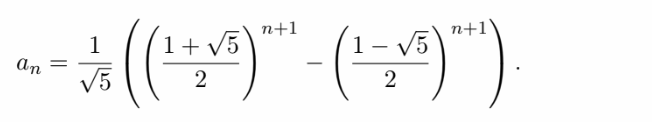 a_n = \frac{1}{\sqrt{5}} \left( \left( \frac{1 + \sqrt{5}}{2} \right)^{n+1} - \left( \frac{1 - \sqrt{5}}{2} \right)^{n+1} \right).